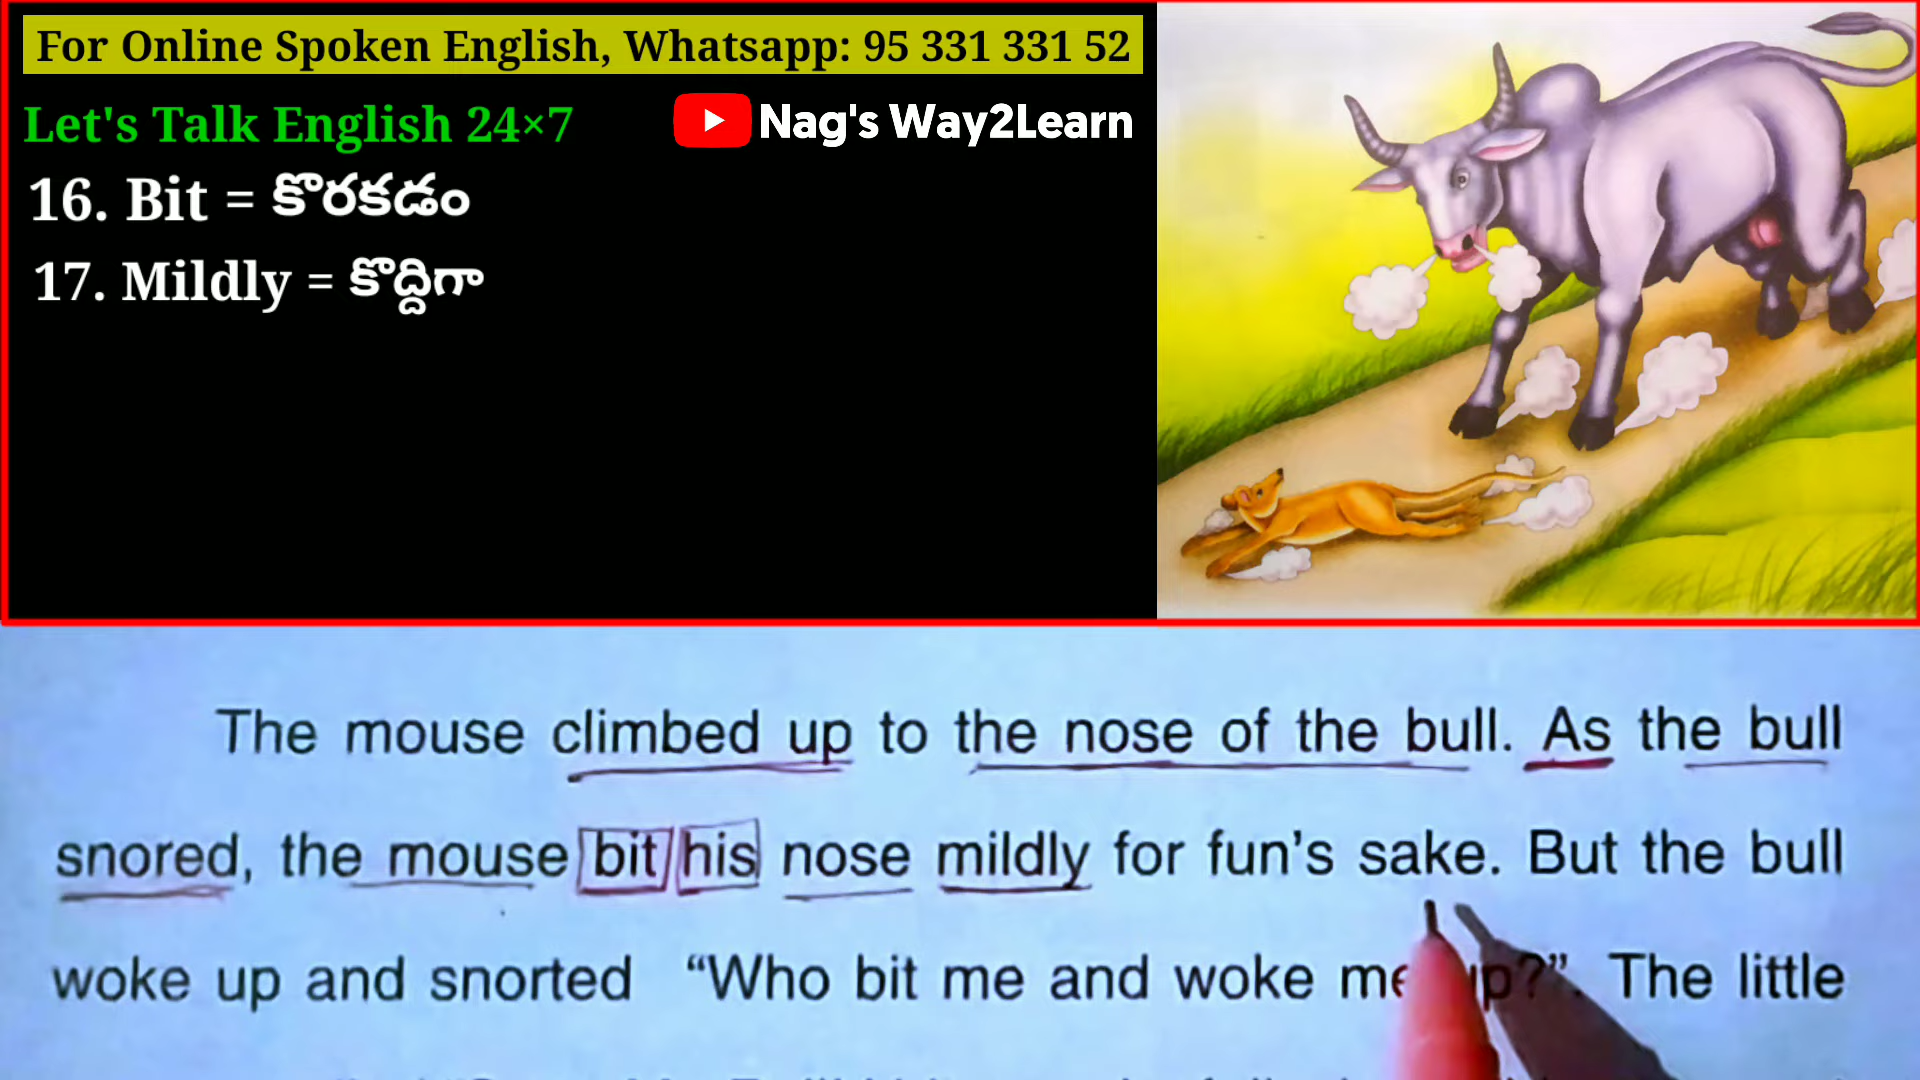 For Online Spoken English, Whatsapp: 95 331 331 52
Let's Talk English 24×7
Nag's Way2Learn
16. Bit = కొరకడం
17. Mildly = కొద్దిగా
The mouse climbed up to the nose of the bull. As the bull
snored, the mouse bit his nose mildly for fun's sake. But the bull
woke up and snorted “Who bit me and woke me up?”. The little